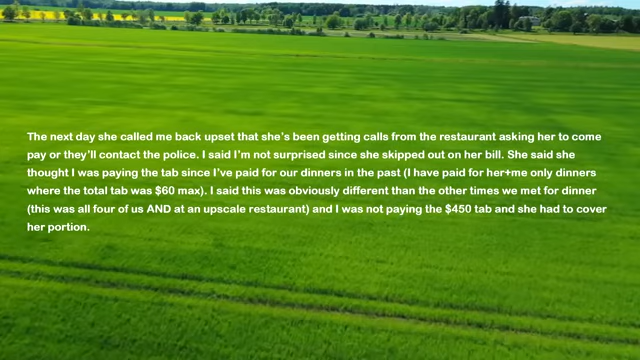 The next day she called me back upset that she's been getting calls from the restaurant asking her to come
pay or they'll contact the police. I said I'm not surprised since she skipped out on her bill. She said she
thought I was paying the tab since I've paid for our dinners in the past (I have paid for her+me only dinners
where the total tab was $60 max). I said this was obviously different than the other times we met for dinner
(this was all four of us AND at an upscale restaurant) and I was not paying the $450 tab and she had to cover
her portion.